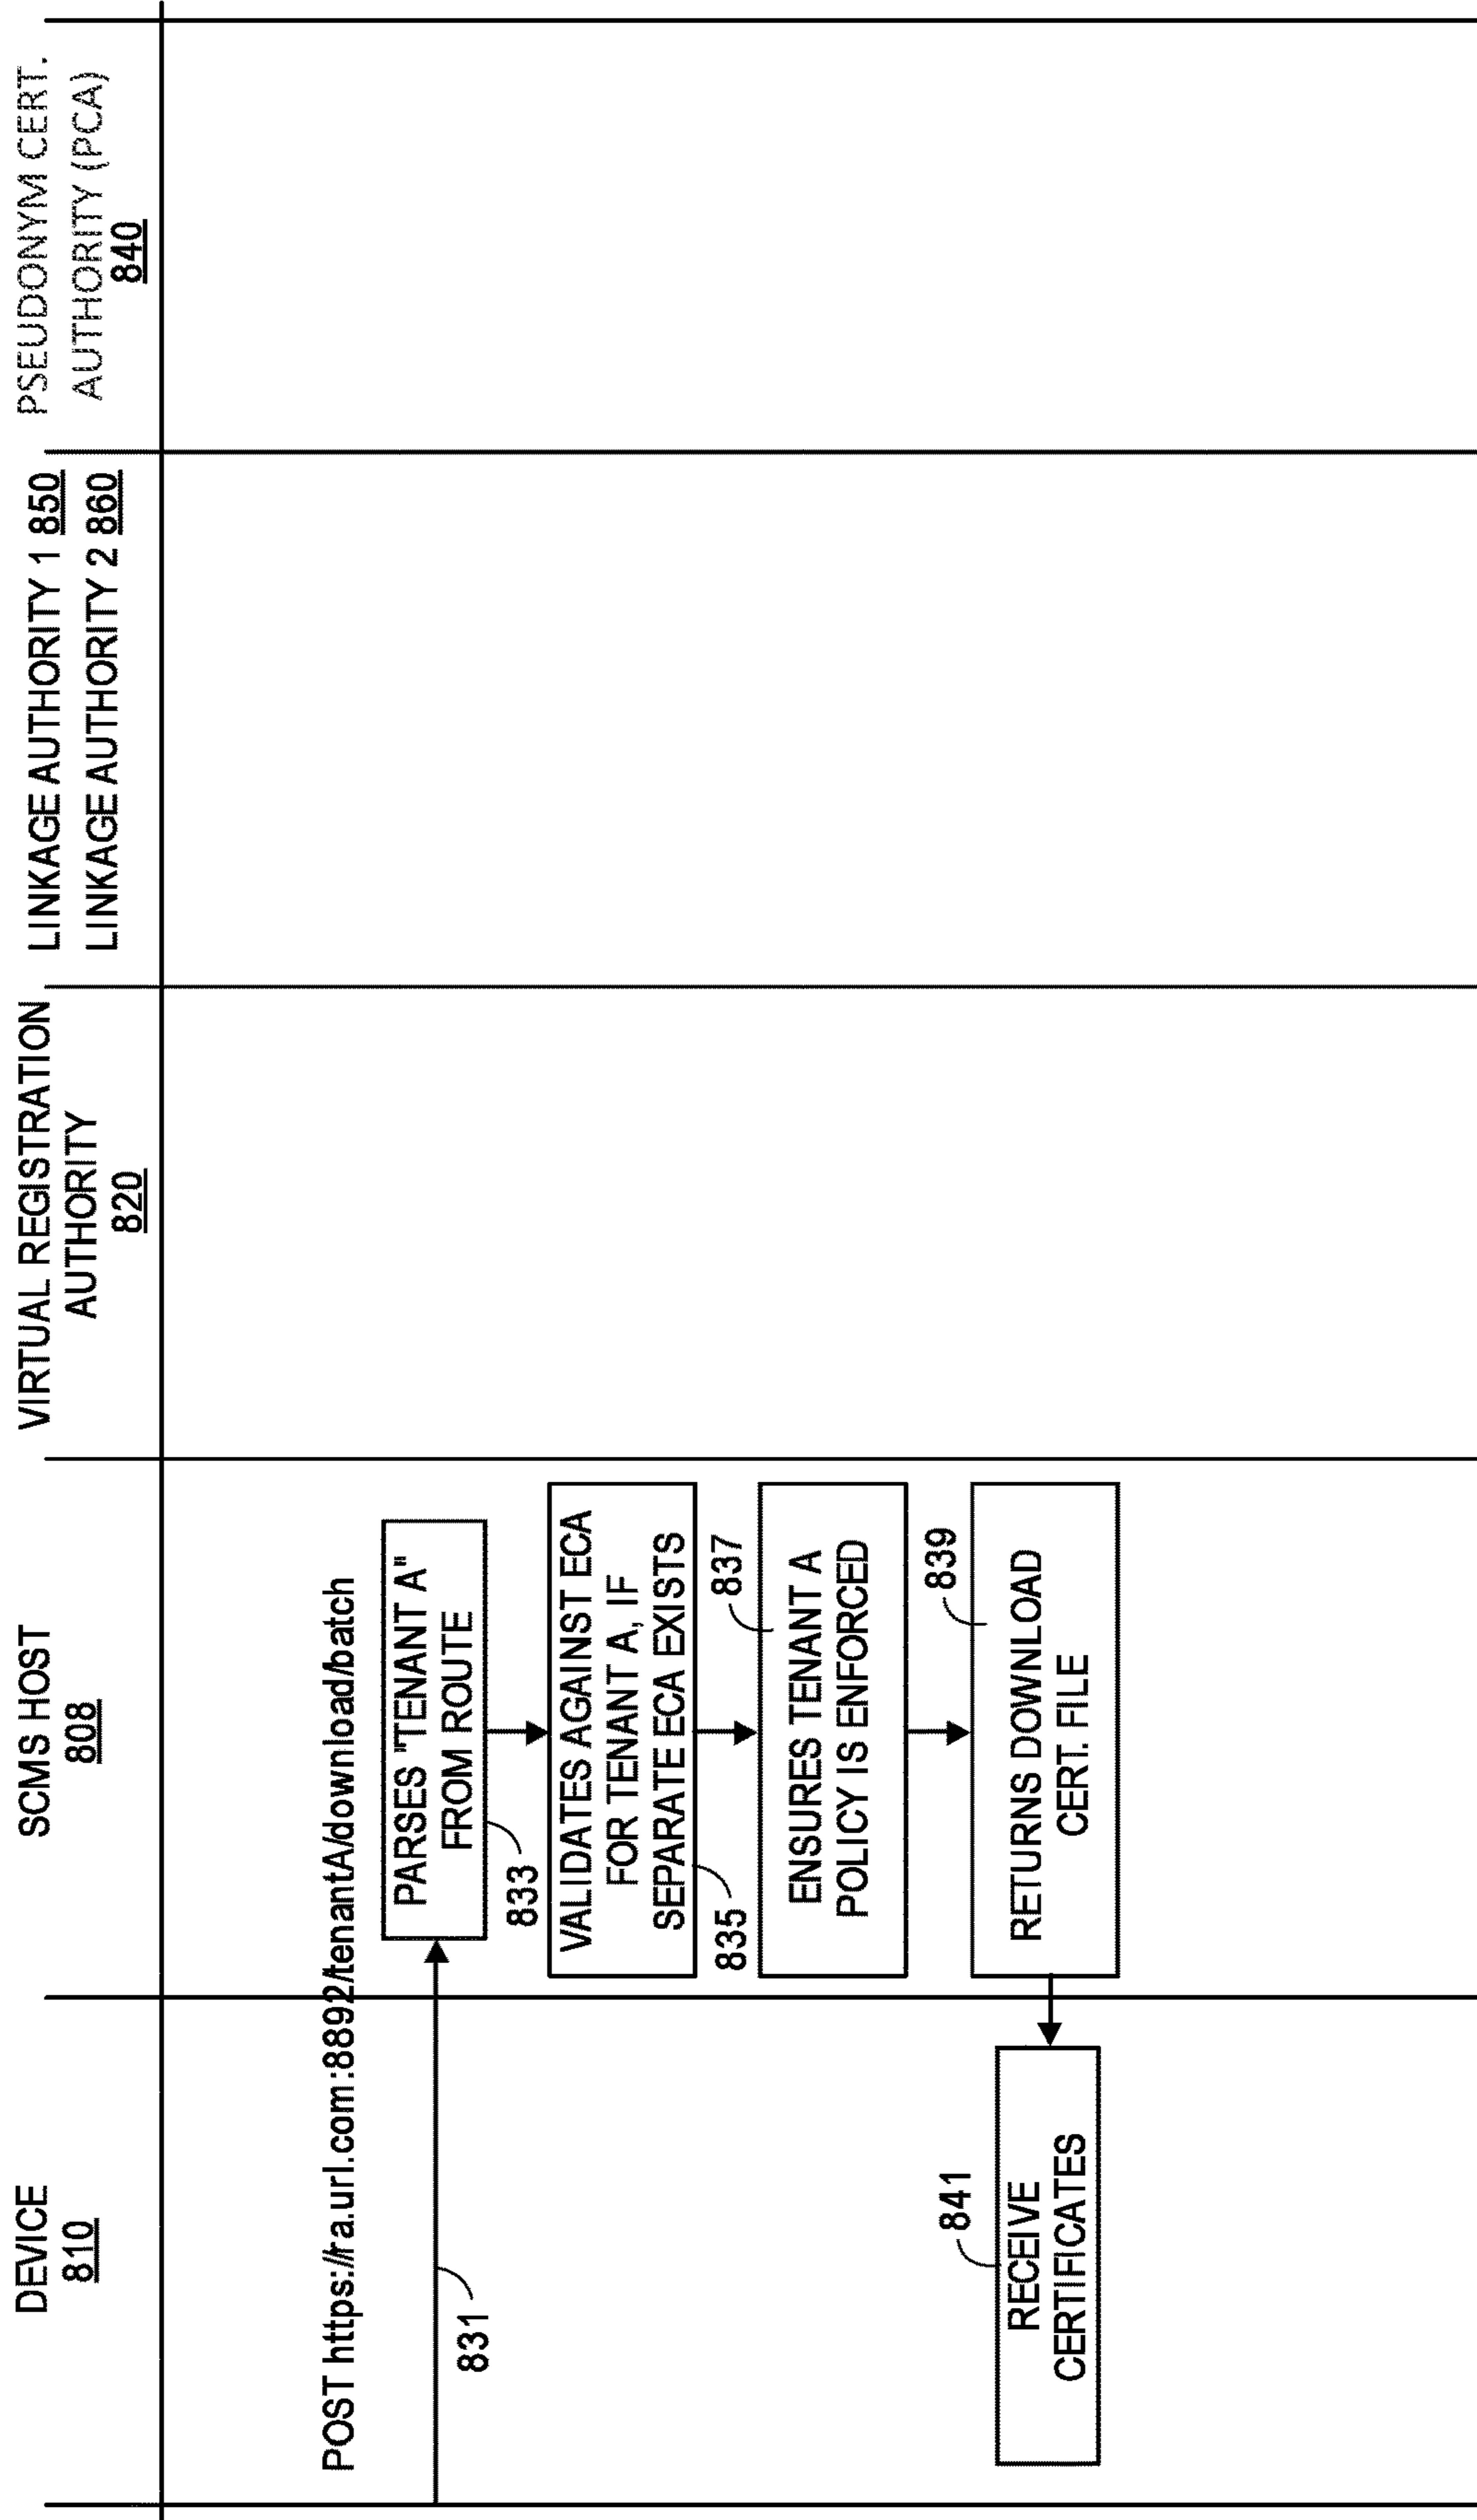 DEVICE
810
SCMS HOST
808
VIRTUAL REGISTRATION
AUTHORITY
820
LINKAGE AUTHORITY 1 850
LINKAGE AUTHORITY 2 860
PSEUDONYM CERT.
AUTHORITY (PCA)
840
POST https://ra.url.com:8892/tenantA/download/batch
831
PARSES "TENANT A"
FROM ROUTE
833
VALIDATES AGAINST ECA
FOR TENANT A, IF
SEPARATE ECA EXISTS
835
837
ENSURES TENANT A
POLICY IS ENFORCED
839
RETURNS DOWNLOAD
CERT. FILE
841
RECEIVE
CERTIFICATES